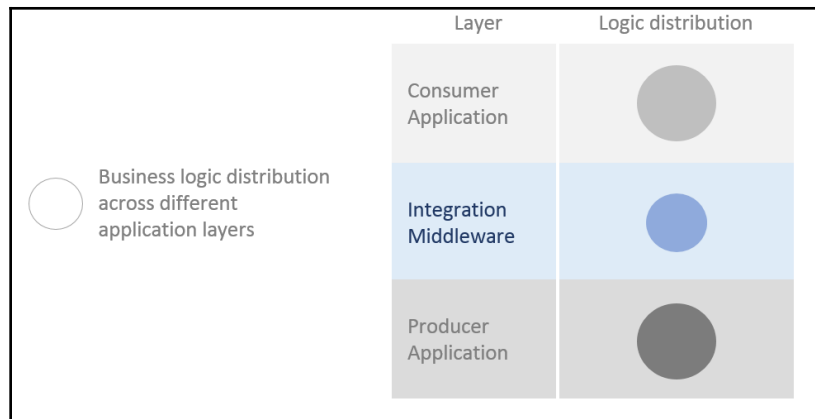 Layer Logic distribution
Consumer
Application
Business logic distribution
across different
application layers
Integration
Middleware
Producer
Application